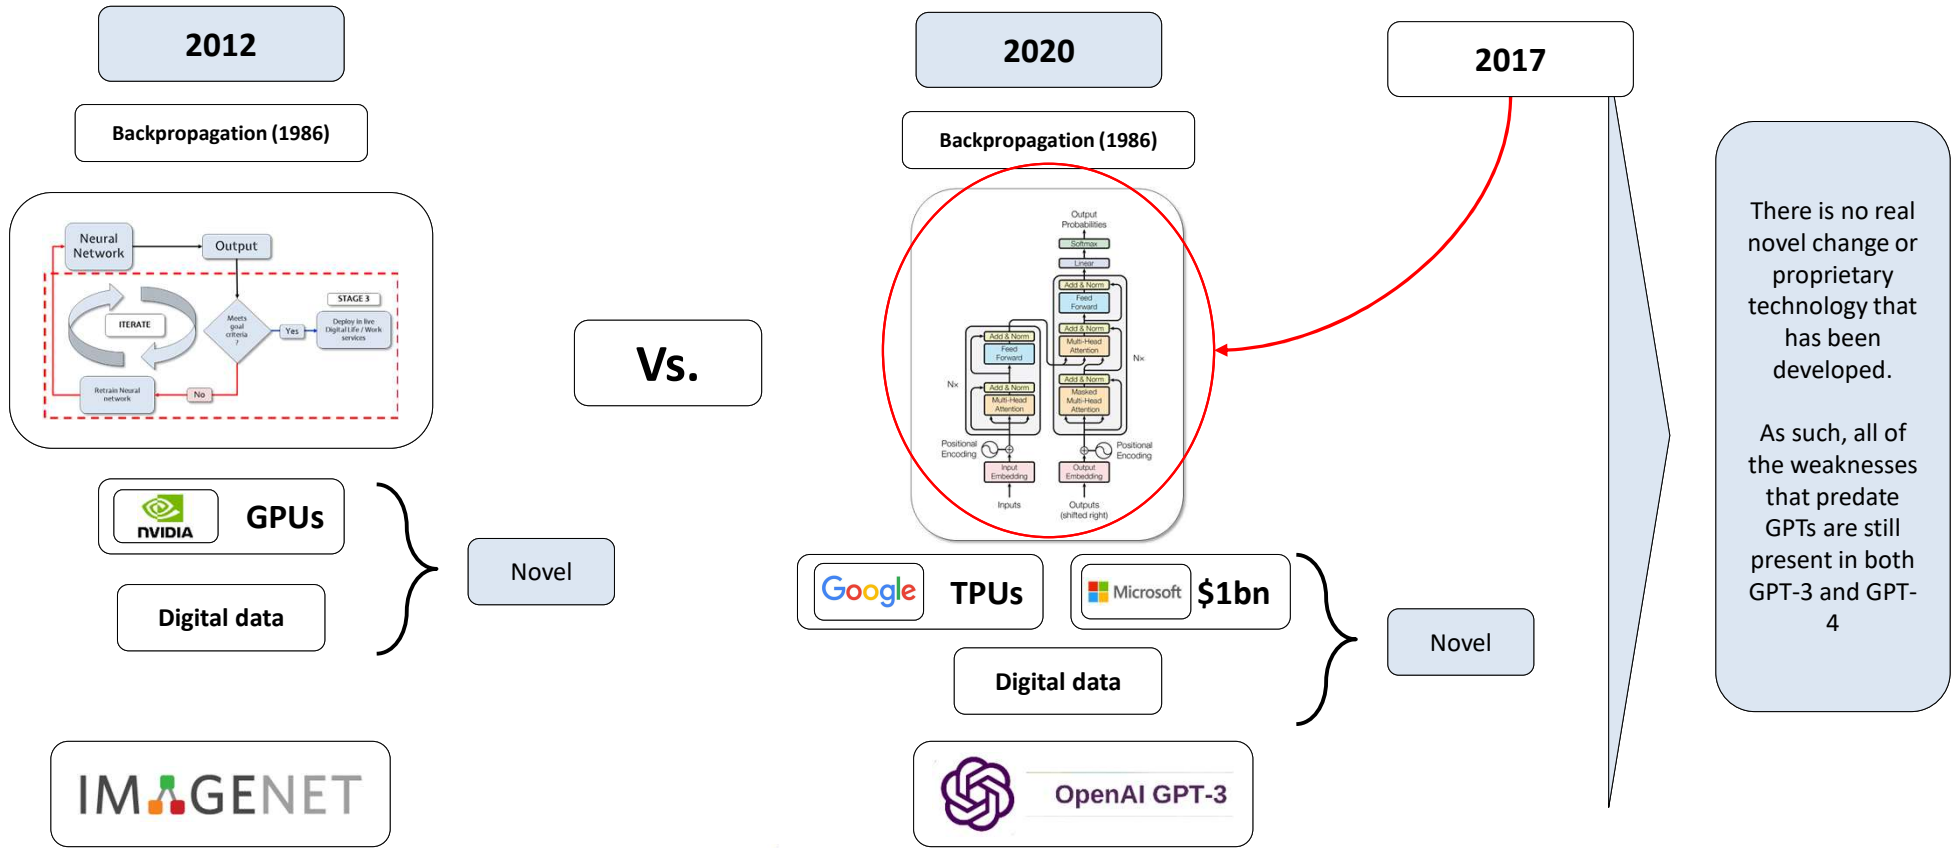 2012
Backpropagation (1986)
Neural
Network
Output
STAGE 3
ITERATE
Meets
goal
criteria
?
Yes
Deploy in live
Digital Life / Work
services
Retrain Neural
network
No
NVIDIA
GPUs
Digital data
Novel
IMAGENET
Vs.
2020
Backpropagation (1986)
Output
Probabilities
Softmax
Linear
Add & Norm
Feed
Forward
Add & Norm
Multi-Head
Attention
Add & Norm
Feed
Forward
Nx
Nx
Add & Norm
Multi-Head
Attention
Add & Norm
Masked
Multi-Head
Attention
Positional
Encoding
Positional
Encoding
Input
Embedding
Output
Embedding
Inputs
Outputs
(shifted right)
Google
TPUs
Microsoft
$1bn
Digital data
Novel
OpenAI GPT-3
2017
There is no real
novel change or
proprietary
technology that
has been
developed.
As such, all of
the weaknesses
that predate
GPTs are still
present in both
GPT-3 and GPT-
4